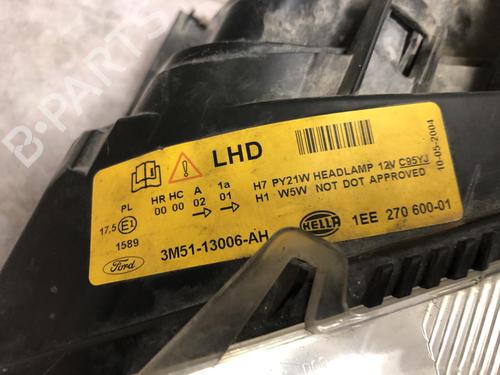 LHD
PL HR HC A 1a
00 00 02 01
17.5 E1
1589
Ford
3M51-13006-AH
H7 PY21W HEADLAMP 12V C95YJ
H1 W5W NOT DOT APPROVED
10-05-2004
HELLA 1EE 270 600-01
B-PARTS